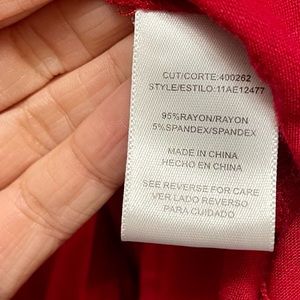 CUT/CORTE: 400262
STYLE/ESTILO: 11AE12477
95%RAYON/RAYON
5%SPANDEX/SPANDEX
MADE IN CHINA
HECHO EN CHINA
SEE REVERSE FOR CARE
VER LADO REVERSO
PARA CUIDADO